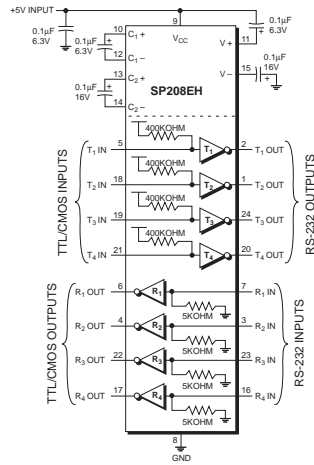 +5V INPUT
0.1µF
6.3V
0.1µF
6.3V
10
C1 +
12
C1 –
9
VCC
V +
11
0.1µF
6.3V
0.1µF
16V
13
C2 +
14
C2 –
V –
15
0.1µF
16V
SP208EH
TTL/CMOS INPUTS
RS-232 OUTPUTS
400KOHM
T1 IN
5
T1
2
T1 OUT
400KOHM
T2 IN
18
T2
1
T2 OUT
400KOHM
T3 IN
19
T3
24
T3 OUT
400KOHM
T4 IN
21
T4
20
T4 OUT
TTL/CMOS OUTPUTS
RS-232 INPUTS
R1 OUT
6
R1
7
R1 IN
5KOHM
R2 OUT
4
R2
3
R2 IN
5KOHM
R3 OUT
22
R3
23
R3 IN
5KOHM
R4 OUT
17
R4
16
R4 IN
5KOHM
8
GND